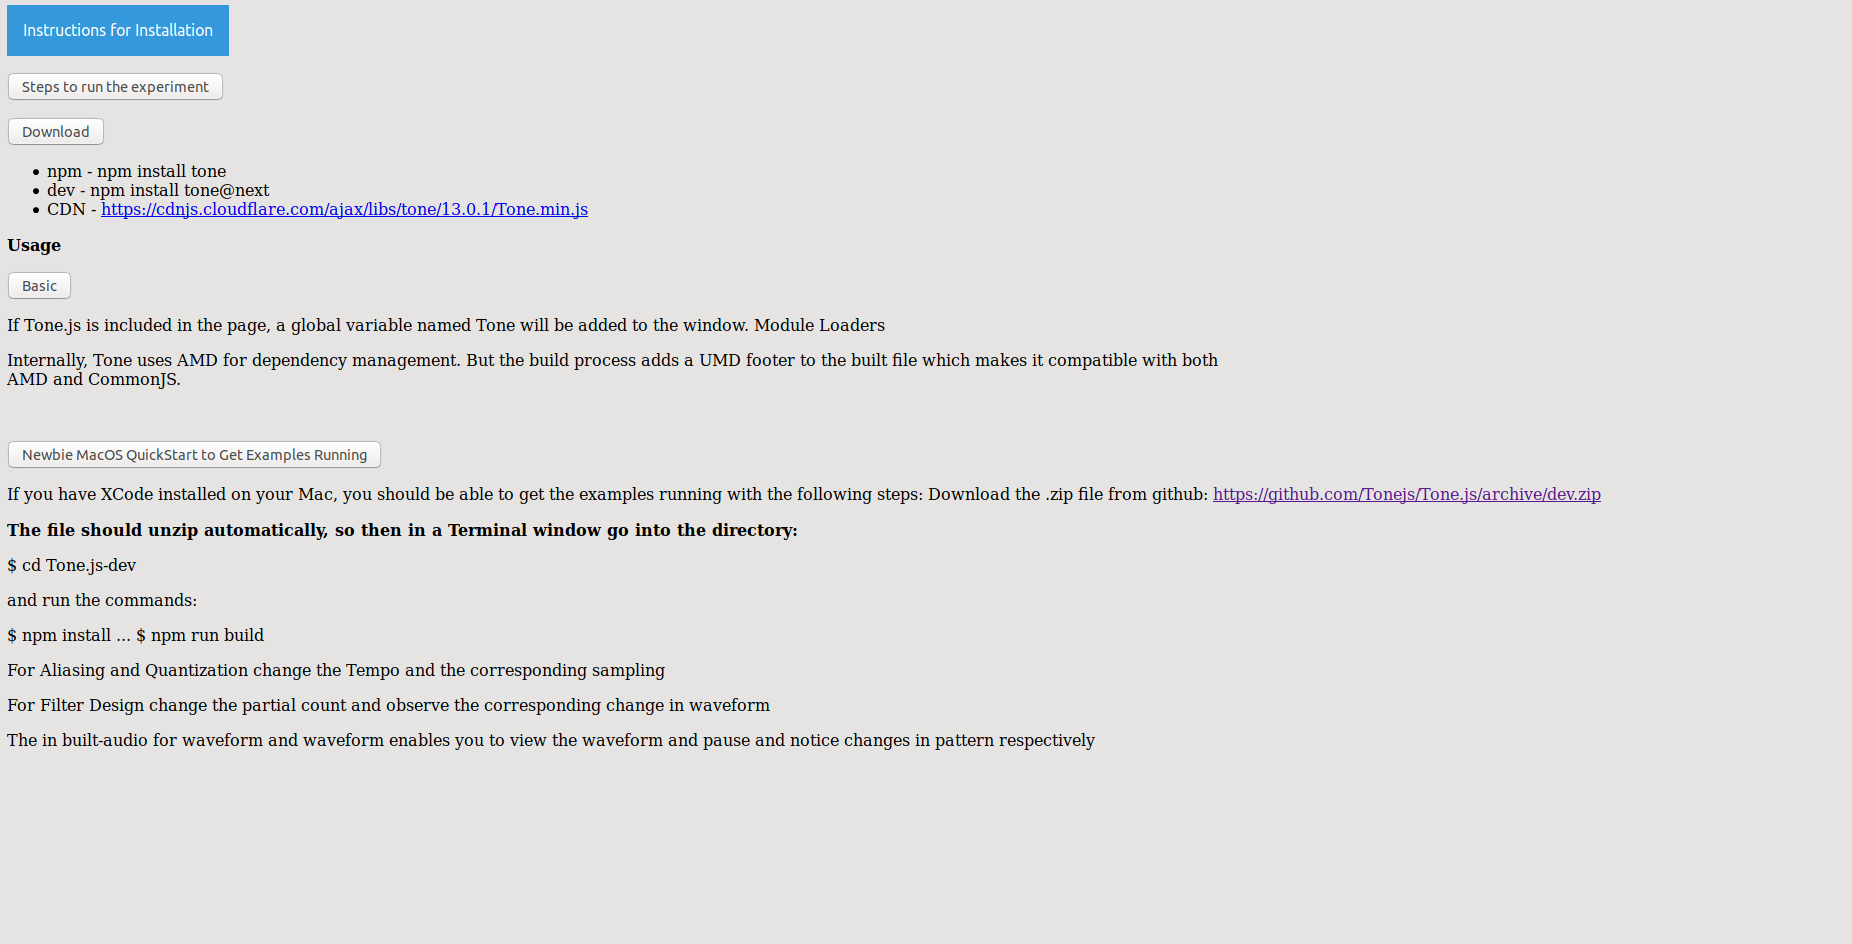 Instructions for Installation
Steps to run the experiment
Download
npm - npm install tone
dev - npm install tone@next
CDN - https://cdnjs.cloudflare.com/ajax/libs/tone/13.0.1/Tone.min.js
Usage
Basic
If Tone.js is included in the page, a global variable named Tone will be added to the window. Module Loaders
Internally, Tone uses AMD for dependency management. But the build process adds a UMD footer to the built file which makes it compatible with both
AMD and CommonJS.
Newbie MacOS QuickStart to Get Examples Running
If you have XCode installed on your Mac, you should be able to get the examples running with the following steps: Download the .zip file from github: https://github.com/Tonejs/Tone.js/archive/dev.zip
The file should unzip automatically, so then in a Terminal window go into the directory:
$ cd Tone.js-dev
and run the commands:
$ npm install ... $ npm run build
For Aliasing and Quantization change the Tempo and the corresponding sampling
For Filter Design change the partial count and observe the corresponding change in waveform
The in built-audio for waveform and waveform enables you to view the waveform and pause and notice changes in pattern respectively